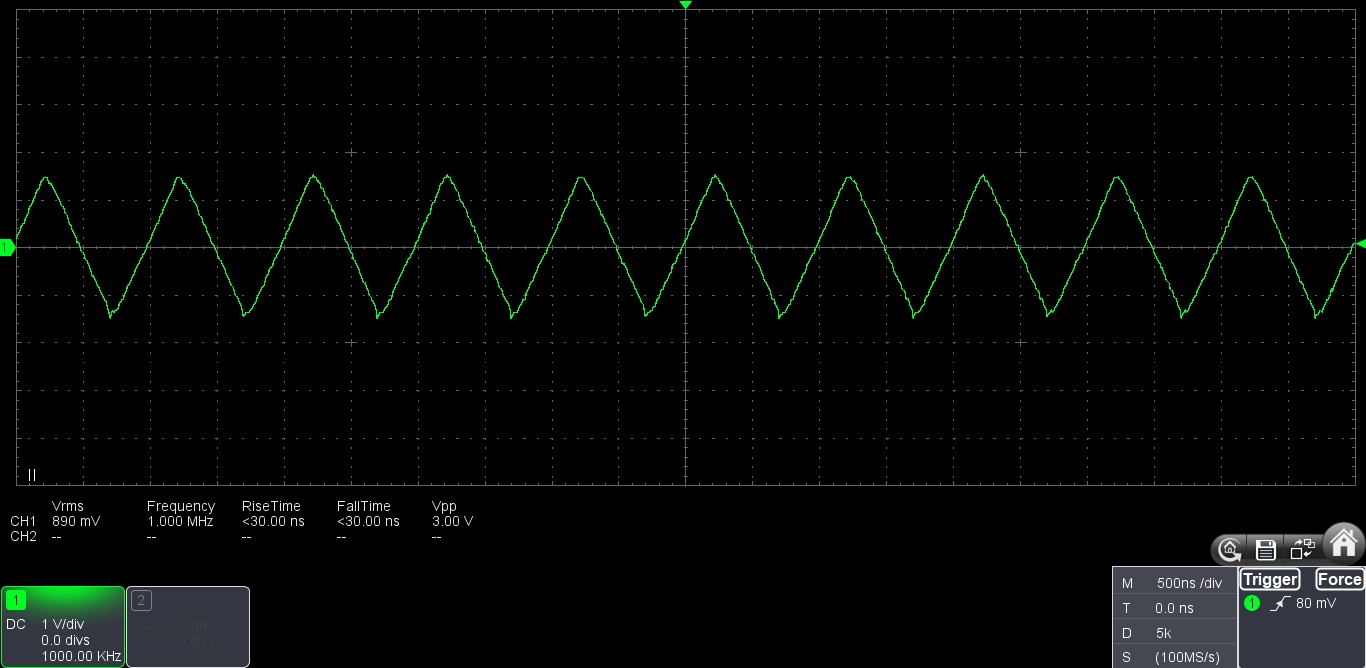 1
Vrms Frequency RiseTime FallTime Vpp
CH1 890 mV 1.000 MHz <30.00 ns <30.00 ns 3.00 V
CH2 -- -- -- -- --
1
DC 1 V/div
0.0 divs
1000.00 KHz
2
DC 1 V/div
0.0 divs
M 500ns /div
T 0.0 ns
D 5k
S (100MS/s)
Trigger Force
1 80 mV